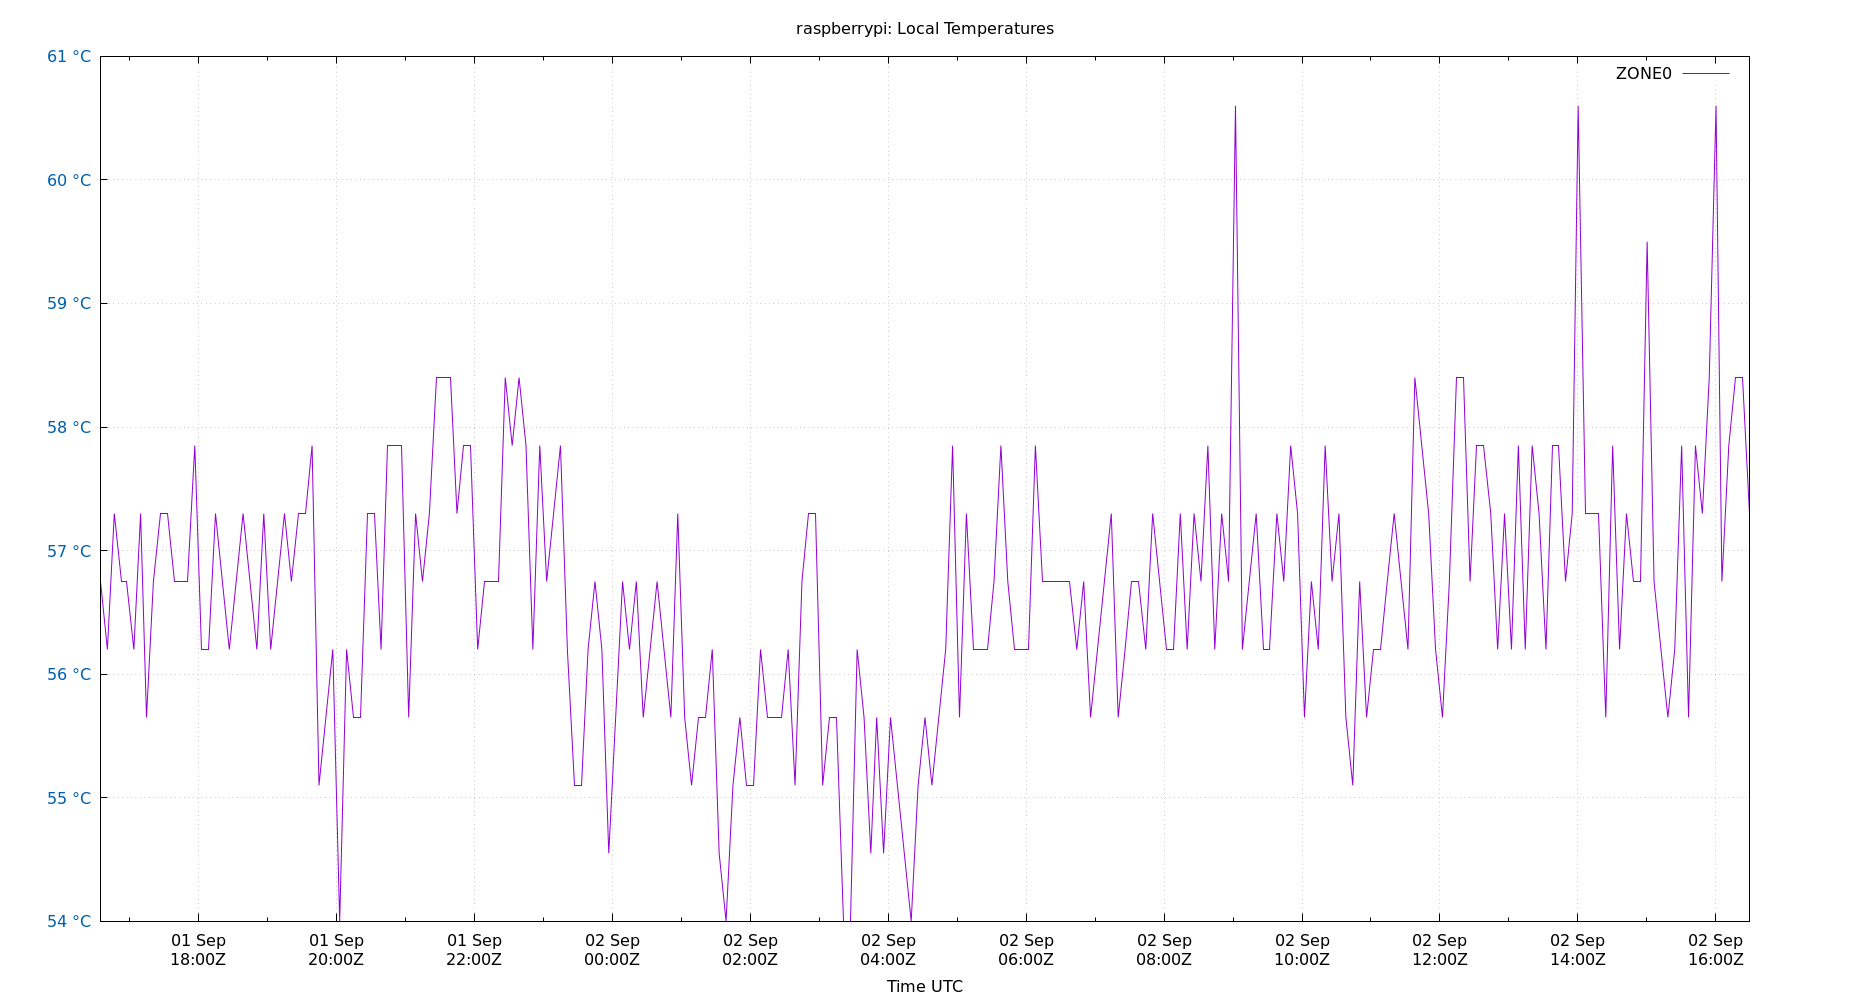 raspberrypi: Local Temperatures
61 °C
ZONE0
60 °C
59 °C
58 °C
57 °C
56 °C
55 °C
54 °C
01 Sep
18:00Z
01 Sep
20:00Z
01 Sep
22:00Z
02 Sep
00:00Z
02 Sep
02:00Z
02 Sep
04:00Z
02 Sep
06:00Z
02 Sep
08:00Z
02 Sep
10:00Z
02 Sep
12:00Z
02 Sep
14:00Z
02 Sep
16:00Z
Time UTC